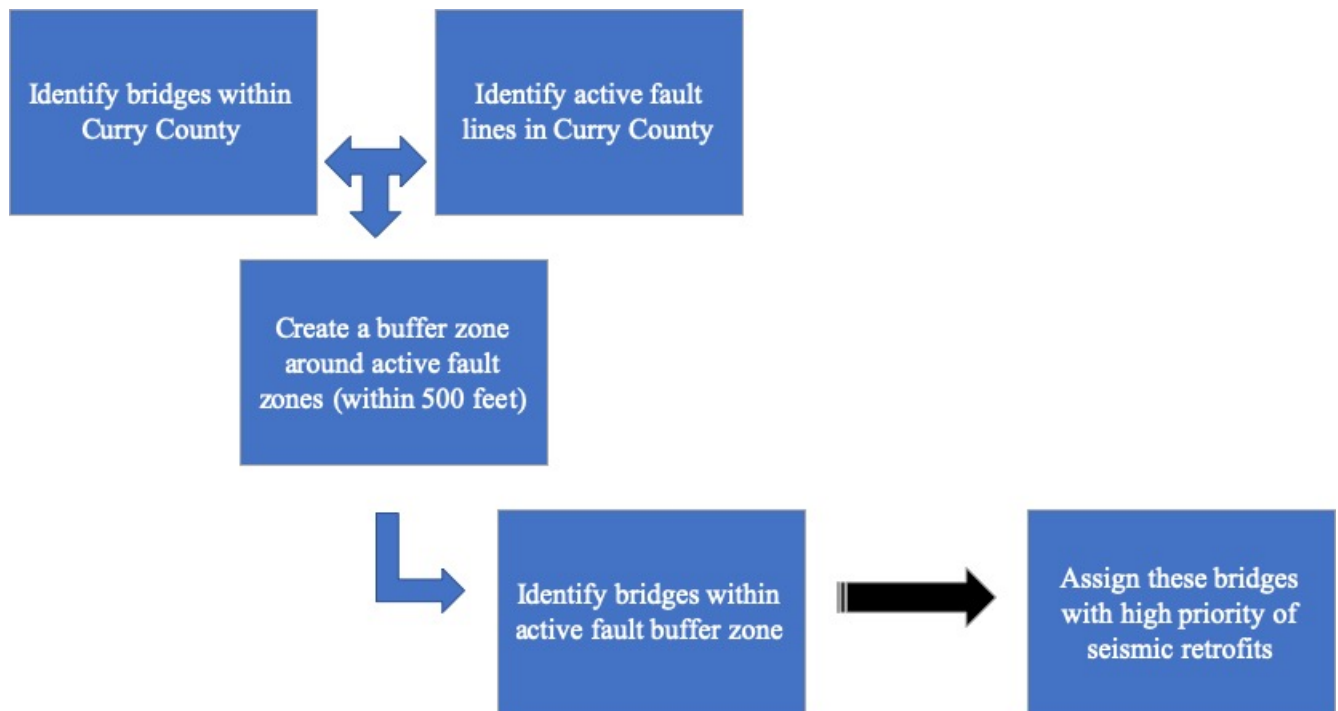 Identify bridges within
Curry County
Identify active fault
lines in Curry County
Create a buffer zone
around active fault
zones (within 500 feet)
Identify bridges within
active fault buffer zone
Assign these bridges
with high priority of
seismic retrofits